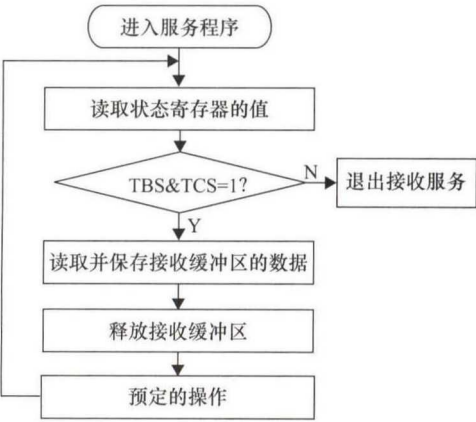 进入服务程序
读取状态寄存器的值
TBS&TCS=1?
N
退出接收服务
Y
读取并保存接收缓冲区的数据
释放接收缓冲区
预定的操作